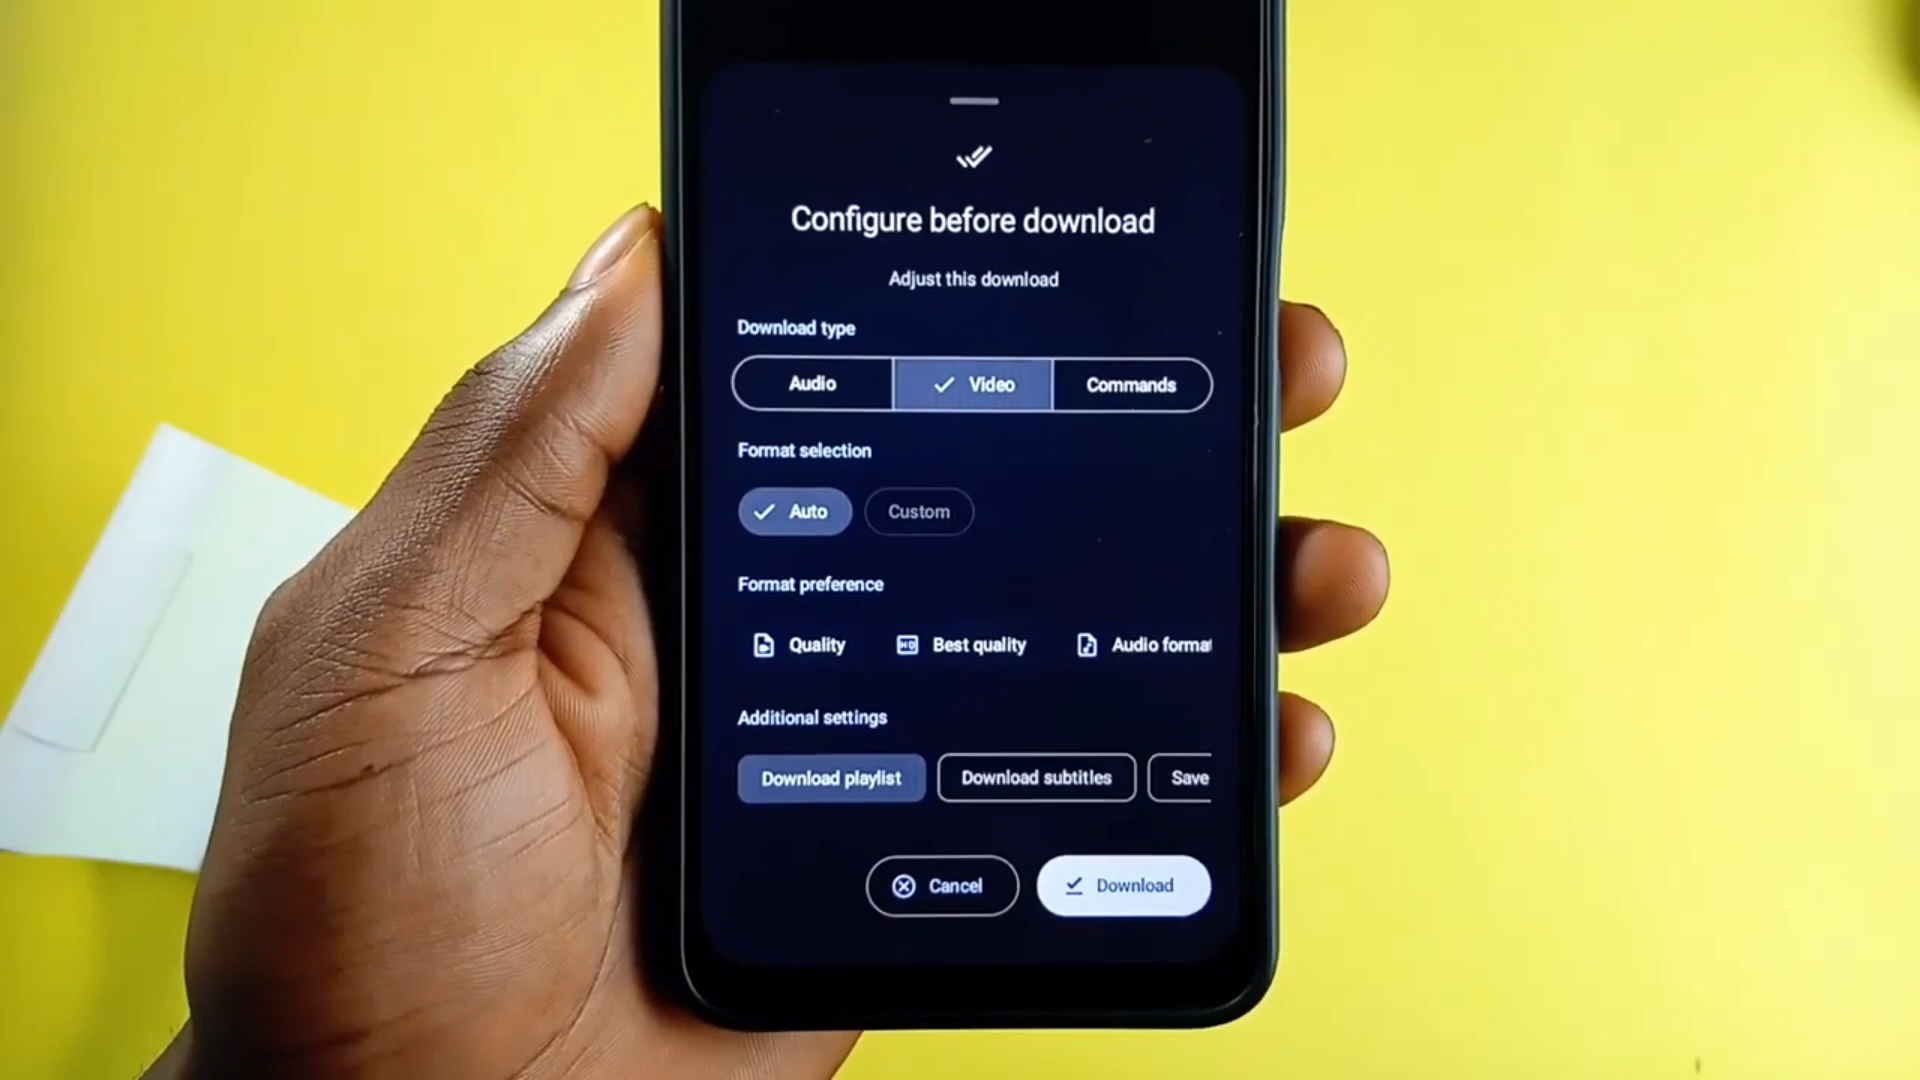 Configure before download
Adjust this download
Download type
Audio Video Commands
Format selection
Auto Custom
Format preference
Quality HD Best quality Audio format
Additional settings
Download playlist Download subtitles Save
Cancel Download